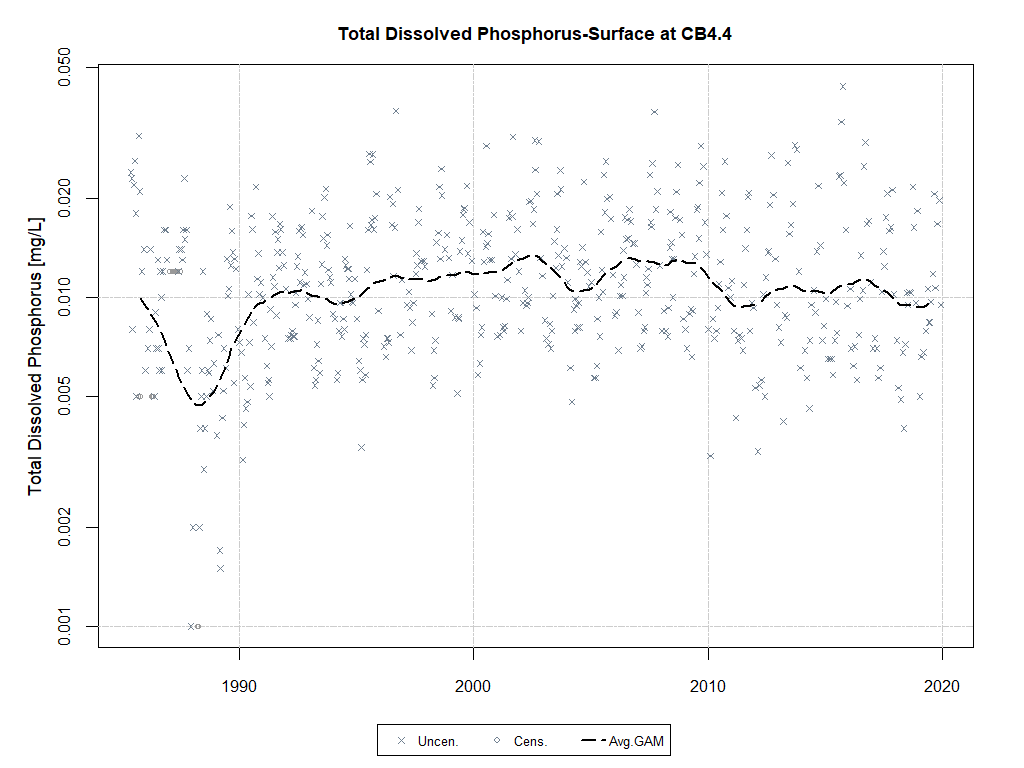 Total Dissolved Phosphorus-Surface at CB4.4
Total Dissolved Phosphorus [mg/L]
0.050
0.020
0.010
0.005
0.002
0.001
1990 2000 2010 2020
Uncen. Cens. Avg.GAM